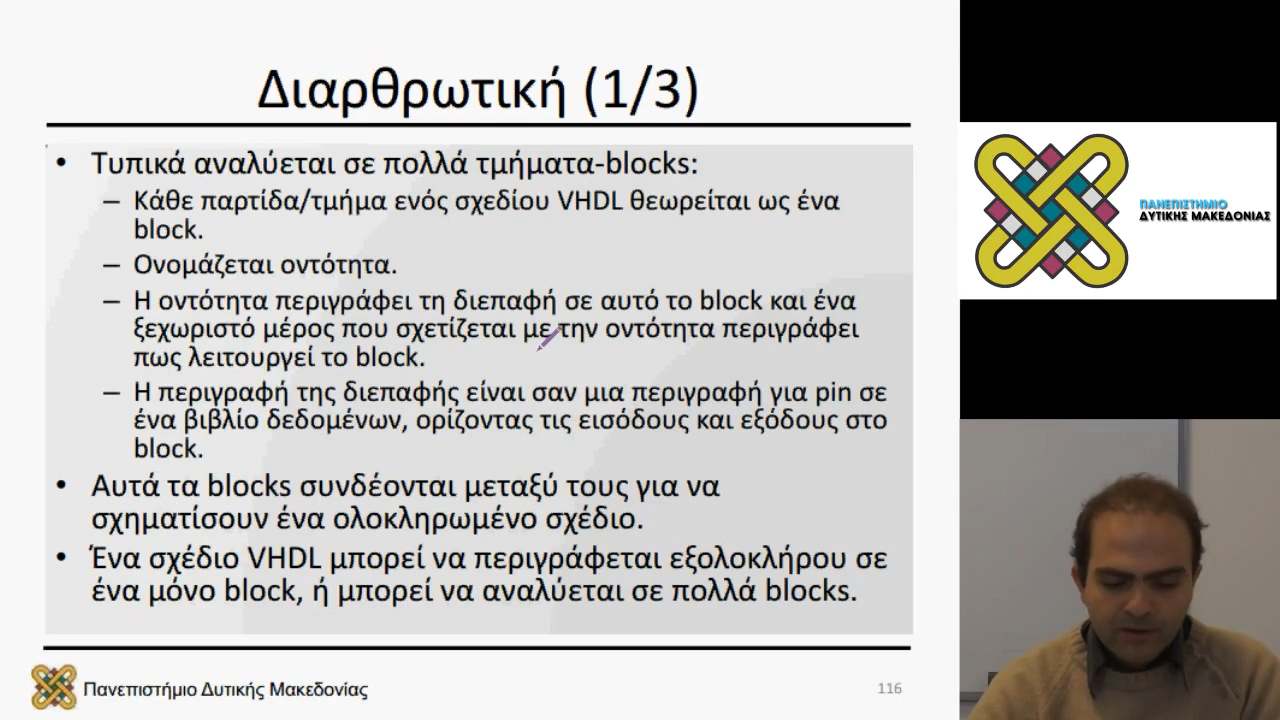 Διαρθρωτική (1/3)
• Τυπικά αναλύεται σε πολλά τμήματα-blocks:
– Κάθε παρτίδα/τμήμα ενός σχεδίου VHDL θεωρείται ως ένα
block.
– Ονομάζεται οντότητα.
– Η οντότητα περιγράφει τη διεπαφή σε αυτό το block και ένα
ξεχωριστό μέρος που σχετίζεται με την οντότητα περιγράφει
πως λειτουργεί το block.
– Η περιγραφή της διεπαφής είναι σαν μια περιγραφή για pin σε
ένα βιβλίο δεδομένων, ορίζοντας τις εισόδους και εξόδους στο
block.
• Αυτά τα blocks συνδέονται μεταξύ τους για να
σχηματίσουν ένα ολοκληρωμένο σχέδιο.
• Ένα σχέδιο VHDL μπορεί να περιγράφεται εξολοκλήρου σε
ένα μόνο block, ή μπορεί να αναλύεται σε πολλά blocks.
Πανεπιστήμιο Δυτικής Μακεδονίας
116
ΠΑΝΕΠΙΣΤΗΜΙΟ
ΔΥΤΙΚΗΣ ΜΑΚΕΔΟΝΙΑΣ